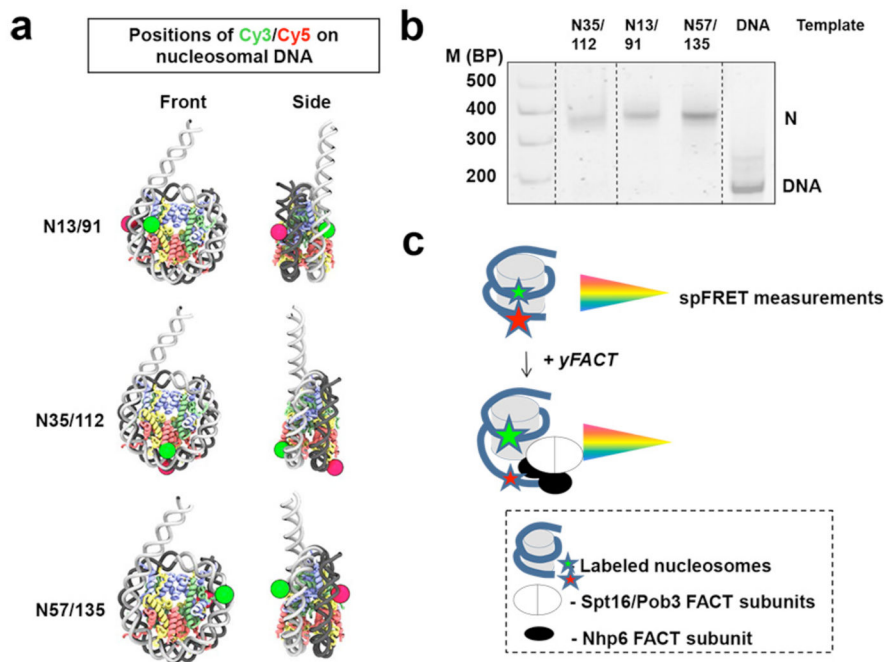 a
Positions of Cy3/Cy5 on
nucleosomal DNA
Front Side
N13/91
N35/112
N57/135
b
N35/ N13/ N57/ DNA Template
112 91 135
M (BP)
500
400
300
200
N
DNA
c
spFRET measurements
+ yFACT
Labeled nucleosomes
- Spt16/Pob3 FACT subunits
- Nhp6 FACT subunit